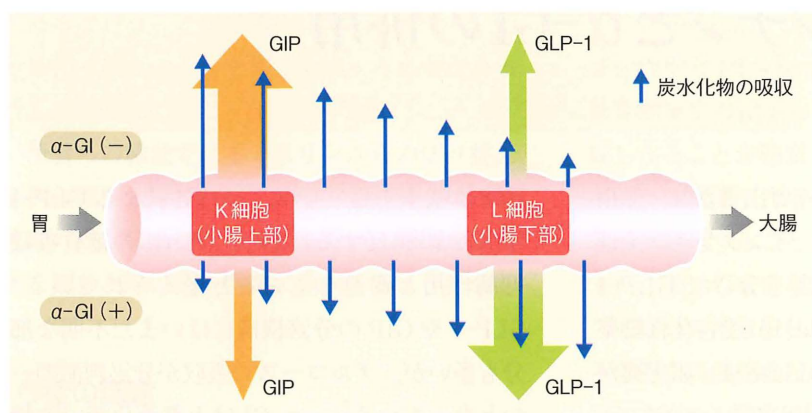 GIP
GLP-1
炭水化物の吸収
α-GI(−)
胃
K細胞
(小腸上部)
L細胞
(小腸下部)
大腸
α-GI(+)
GIP
GLP-1